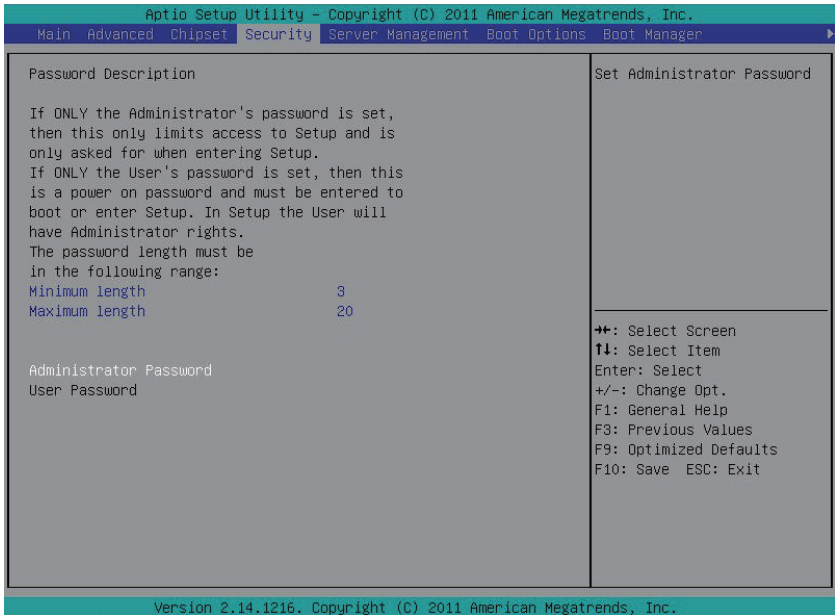 Aptio Setup Utility - Copyright (C) 2011 American Megatrends, Inc.
Main Advanced Chipset Security Server Management Boot Options Boot Manager
Password Description
If ONLY the Administrator's password is set,
then this only limits access to Setup and is
only asked for when entering Setup.
If ONLY the User's password is set, then this
is a power on password and must be entered to
boot or enter Setup. In Setup the User will
have Administrator rights.
The password length must be
in the following range:
Minimum length 3
Maximum length 20
Administrator Password
User Password
Set Administrator Password
→←: Select Screen
↑↓: Select Item
Enter: Select
+/-: Change Opt.
F1: General Help
F3: Previous Values
F9: Optimized Defaults
F10: Save ESC: Exit
Version 2.14.1216. Copyright (C) 2011 American Megatrends, Inc.